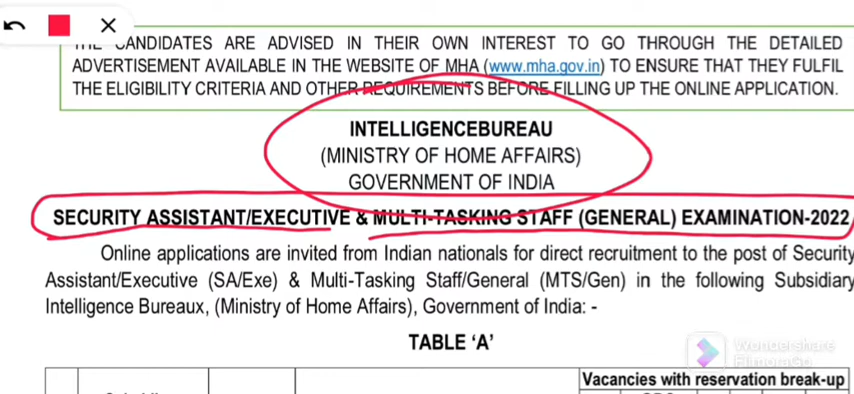 THE CANDIDATES ARE ADVISED IN THEIR OWN INTEREST TO GO THROUGH THE DETAILED
ADVERTISEMENT AVAILABLE IN THE WEBSITE OF MHA (www.mha.gov.in) TO ENSURE THAT THEY FULFIL
THE ELIGIBILITY CRITERIA AND OTHER REQUIREMENTS BEFORE FILLING UP THE ONLINE APPLICATION.
INTELLIGENCEBUREAU
(MINISTRY OF HOME AFFAIRS)
GOVERNMENT OF INDIA
SECURITY ASSISTANT/EXECUTIVE & MULTI-TASKING STAFF (GENERAL) EXAMINATION-2022
Online applications are invited from Indian nationals for direct recruitment to the post of Security
Assistant/Executive (SA/Exe) & Multi-Tasking Staff/General (MTS/Gen) in the following Subsidiary
Intelligence Bureaux, (Ministry of Home Affairs), Government of India: -
TABLE ‘A’
Wondershare
FilmoraGo
Vacancies with reservation break-up